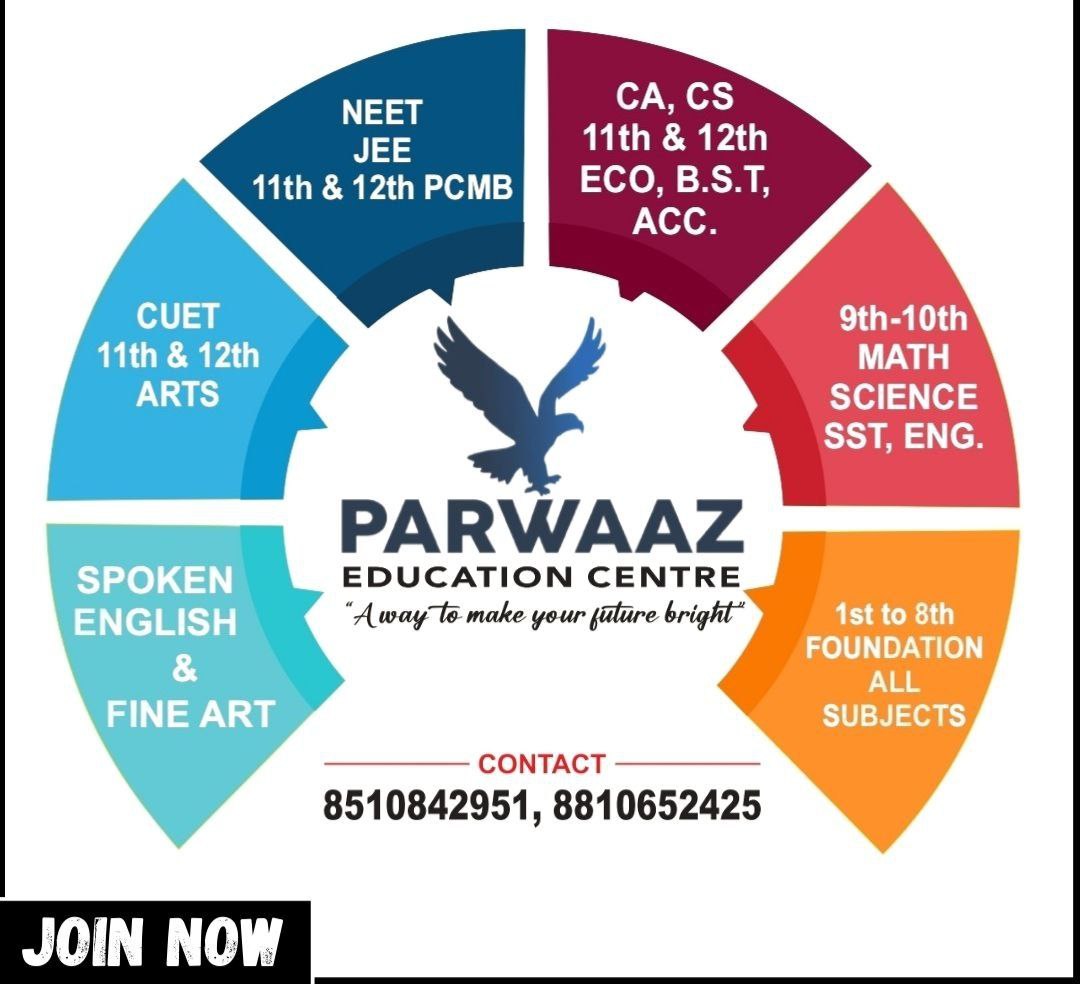 NEET
JEE
11th & 12th PCMB
CA, CS
11th & 12th
ECO, B.S.T,
ACC.
CUET
11th & 12th
ARTS
9th-10th
MATH
SCIENCE
SST, ENG.
SPOKEN
ENGLISH
&
FINE ART
PARWAAZ
EDUCATION CENTRE
"A way to make your future bright"
1st to 8th
FOUNDATION
ALL
SUBJECTS
CONTACT
8510842951, 8810652425
JOIN NOW